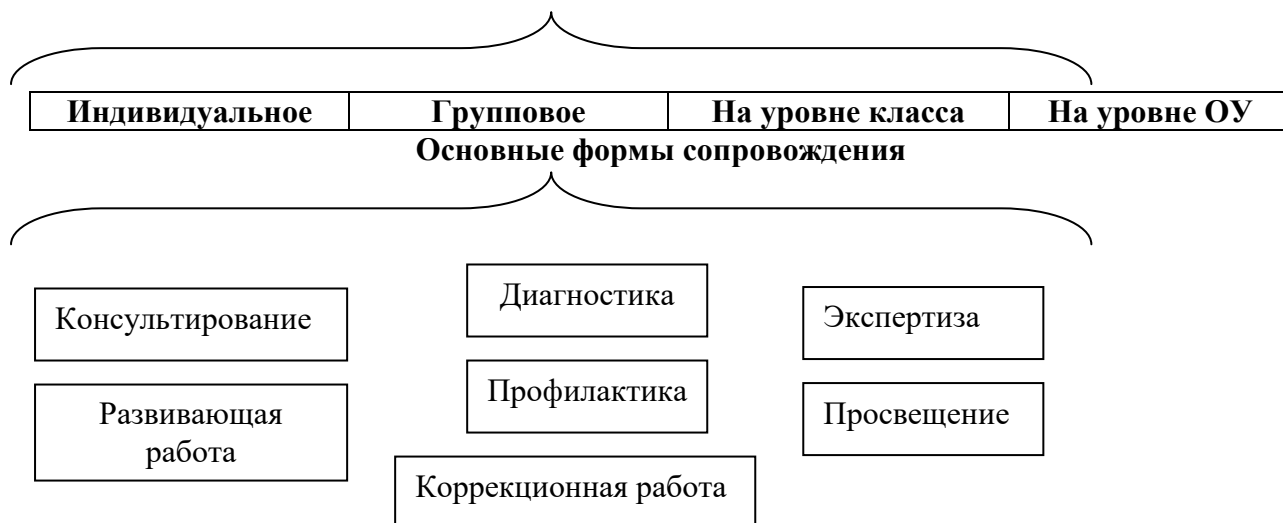 Индивидуальное Групповое На уровне класса На уровне ОУ
Основные формы сопровождения
Диагностика
Консультирование
Экспертиза
Профилактика
Развивающая
работа
Просвещение
Коррекционная работа